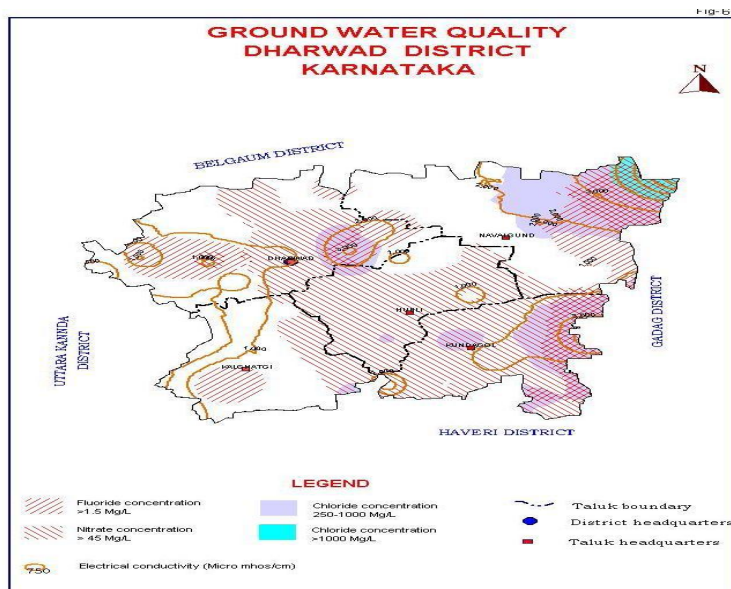 Fig-6
GROUND WATER QUALITY
DHARWAD DISTRICT
KARNATAKA
N
BELGAUM DISTRICT
NAVALGUND
DHARWAD
HUBLI
KUNDAGOL
KALGHATGI
UTTARA KANNDA
DISTRICT
GADAG DISTRICT
HAVERI DISTRICT
LEGEND
Fluoride concentration
>1.5 Mg/L
Nitrate concentration
> 45 Mg/L
Chloride concentration
250-1000 Mg/L
Chloride concentration
>1000 Mg/L
Taluk boundary
District headquarters
Taluk headquarters
750
Electrical conductivity (Micro mhos/cm)